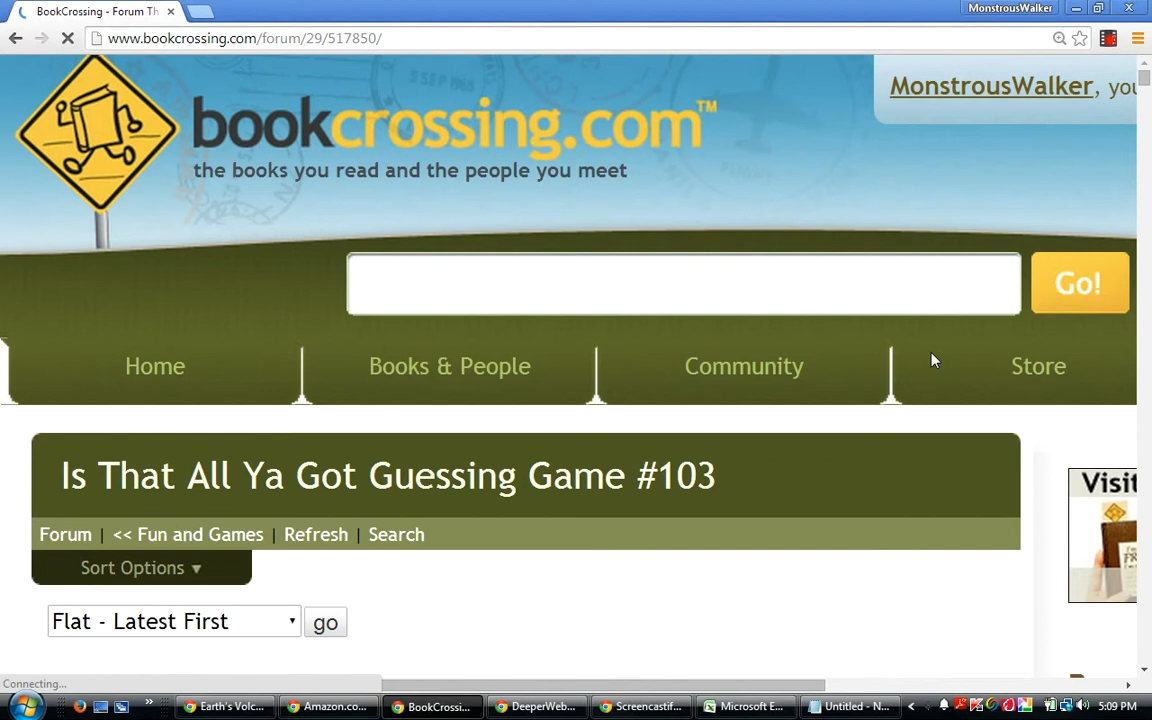 BookCrossing - Forum Th
MonstrousWalker
www.bookcrossing.com/forum/29/517850/
5 SEP 1965
MonstrousWalker, you
bookcrossing.com™
the books you read and the people you meet
Go!
Home
Books & People
Community
Store
Is That All Ya Got Guessing Game #103
Visit
Forum | << Fun and Games | Refresh | Search
Sort Options ▼
Flat - Latest First
go
Connecting...
Earth's Volc...
Amazon.co...
BookCrossi...
DeeperWeb...
Screencastif...
Microsoft E...
Untitled - N...
5:09 PM